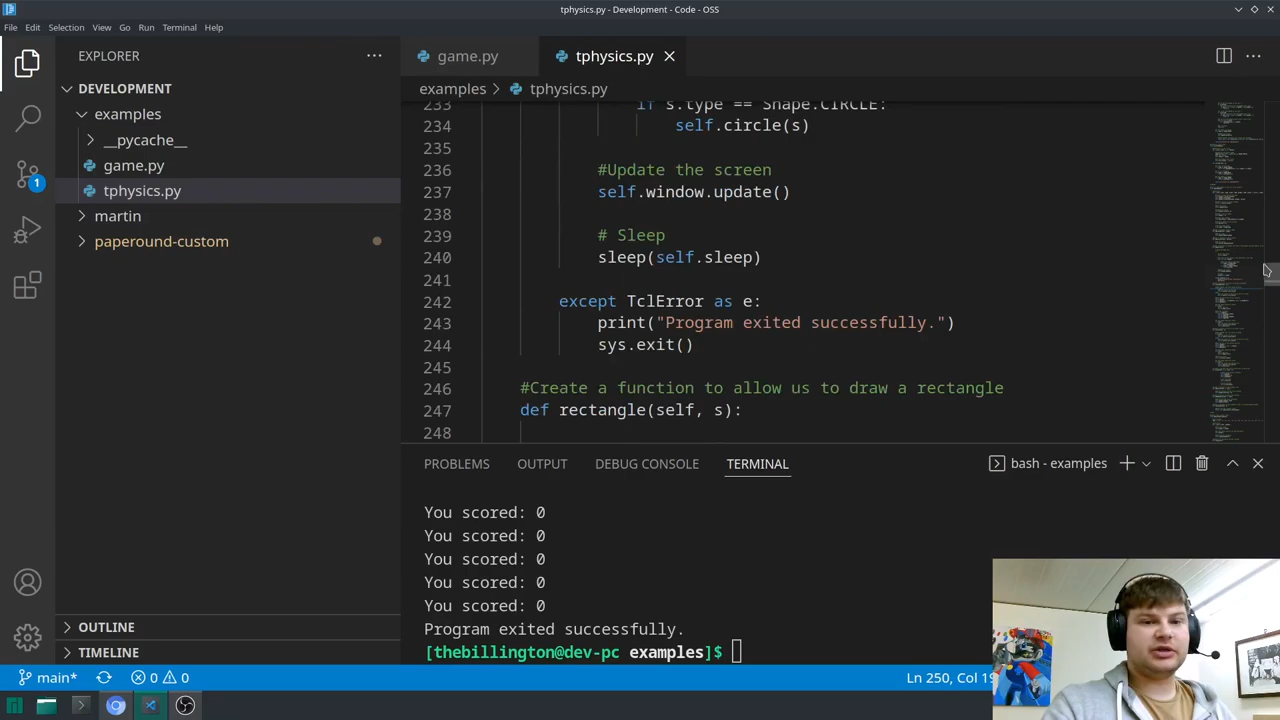 tphysics.py - Development - Code - OSS
File Edit Selection View Go Run Terminal Help
EXPLORER
DEVELOPMENT
examples
__pycache__
game.py
tphysics.py
martin
paperound-custom
OUTLINE
TIMELINE
1
game.py
tphysics.py
examples > tphysics.py
233 if s.type == Shape.CIRCLE:
234 self.circle(s)
235
236 #Update the screen
237 self.window.update()
238
239 # Sleep
240 sleep(self.sleep)
241
242 except TclError as e:
243 print("Program exited successfully.")
244 sys.exit()
245
246 #Create a function to allow us to draw a rectangle
247 def rectangle(self, s):
248
PROBLEMS OUTPUT DEBUG CONSOLE TERMINAL
bash - examples
You scored: 0
You scored: 0
You scored: 0
You scored: 0
You scored: 0
Program exited successfully.
[thebillington@dev-pc examples]$
main* 0 0
Ln 250, Col 19